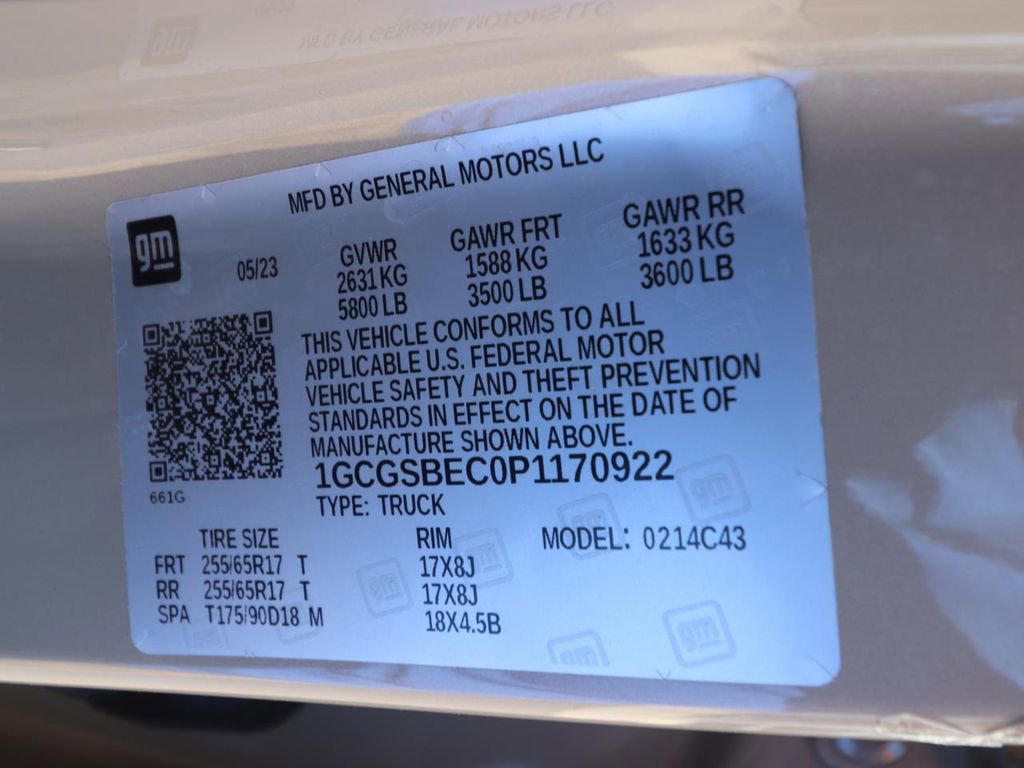 MFD BY GENERAL MOTORS LLC
gm
05/23
GVWR
2631 KG
5800 LB
GAWR FRT
1588 KG
3500 LB
GAWR RR
1633 KG
3600 LB
THIS VEHICLE CONFORMS TO ALL
APPLICABLE U.S. FEDERAL MOTOR
VEHICLE SAFETY AND THEFT PREVENTION
STANDARDS IN EFFECT ON THE DATE OF
MANUFACTURE SHOWN ABOVE.
1GCGSBEC0P1170922
TYPE: TRUCK
661G
TIRE SIZE RIM MODEL: 0214C43
FRT 255/65R17 T 17X8J
RR 255/65R17 T 17X8J
SPA T175/90D18 M 18X4.5B